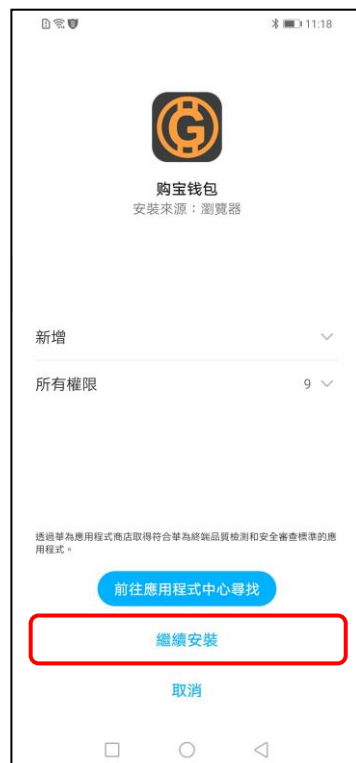 11:18
购宝钱包
安裝來源：瀏覽器
新增
所有權限 9
透過華為應用程式商店取得符合華為終端品質檢測和安全審查標準的應
用程式。
前往應用程式中心尋找
繼續安裝
取消